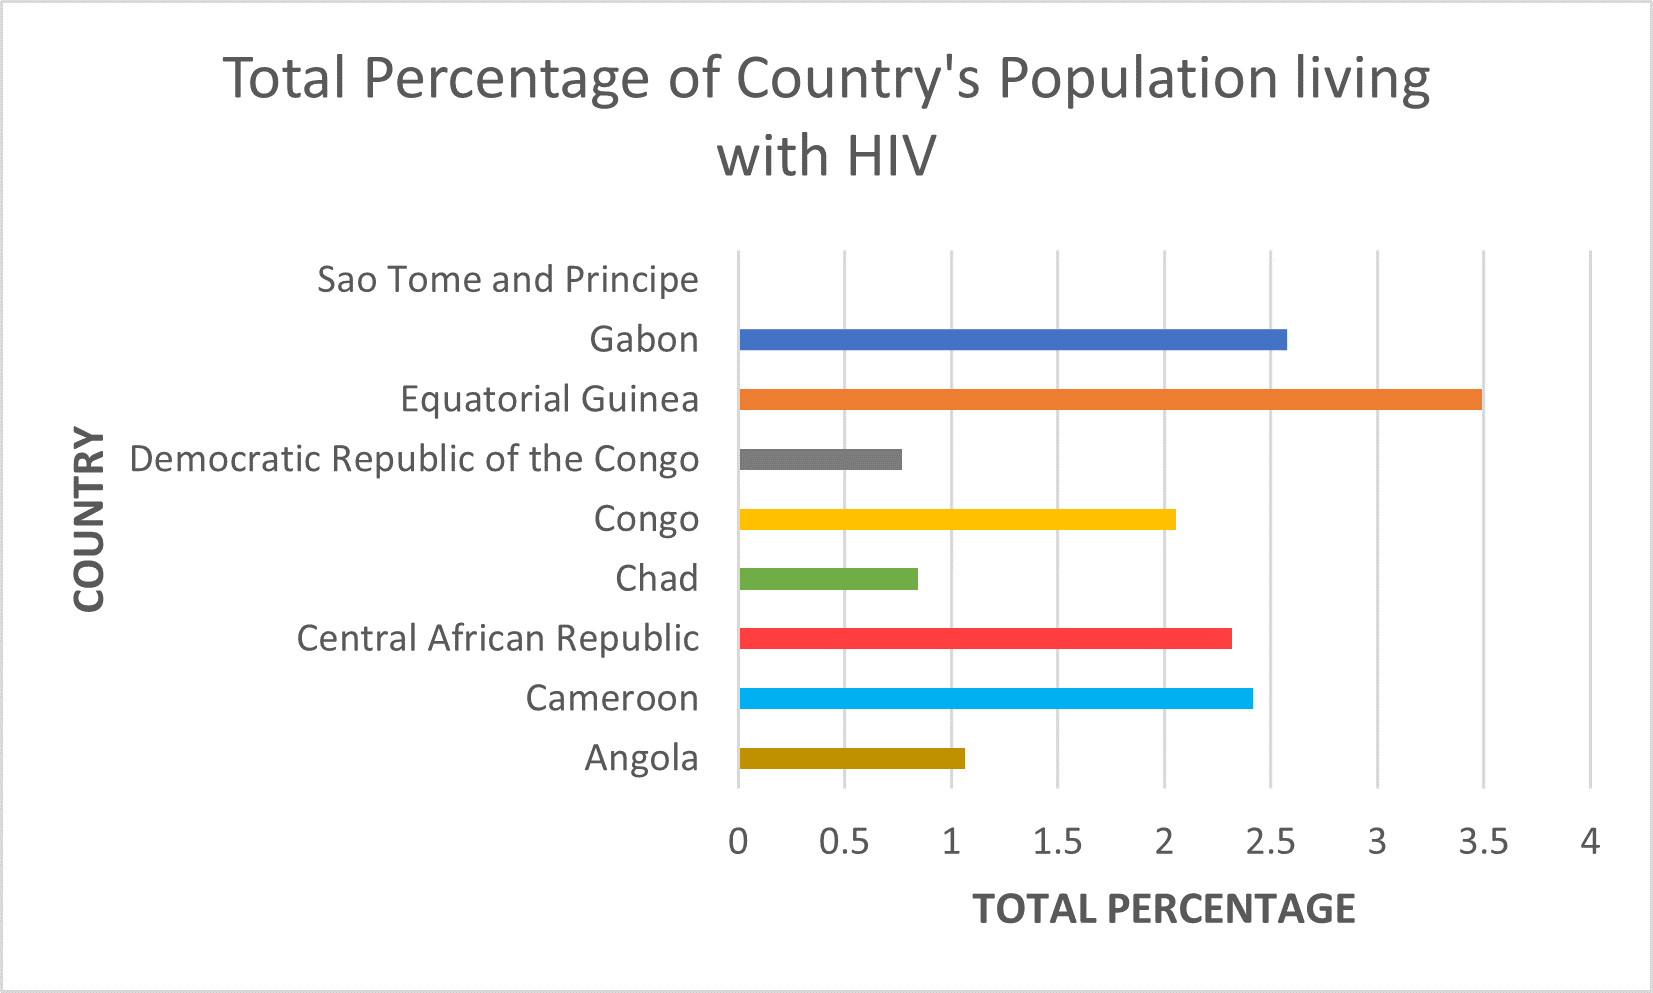 Total Percentage of Country's Population living
with HIV
COUNTRY
Sao Tome and Principe
Gabon
Equatorial Guinea
Democratic Republic of the Congo
Congo
Chad
Central African Republic
Cameroon
Angola
0 0.5 1 1.5 2 2.5 3 3.5 4
TOTAL PERCENTAGE